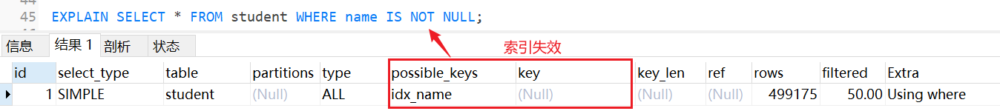 45 EXPLAIN SELECT * FROM student WHERE name IS NOT NULL;
信息 结果 1 剖析 状态
索引失效
id select_type table partitions type possible_keys key key_len ref rows filtered Extra
1 SIMPLE student (Null) ALL idx_name (Null) (Null) (Null) 499175 50.00 Using where